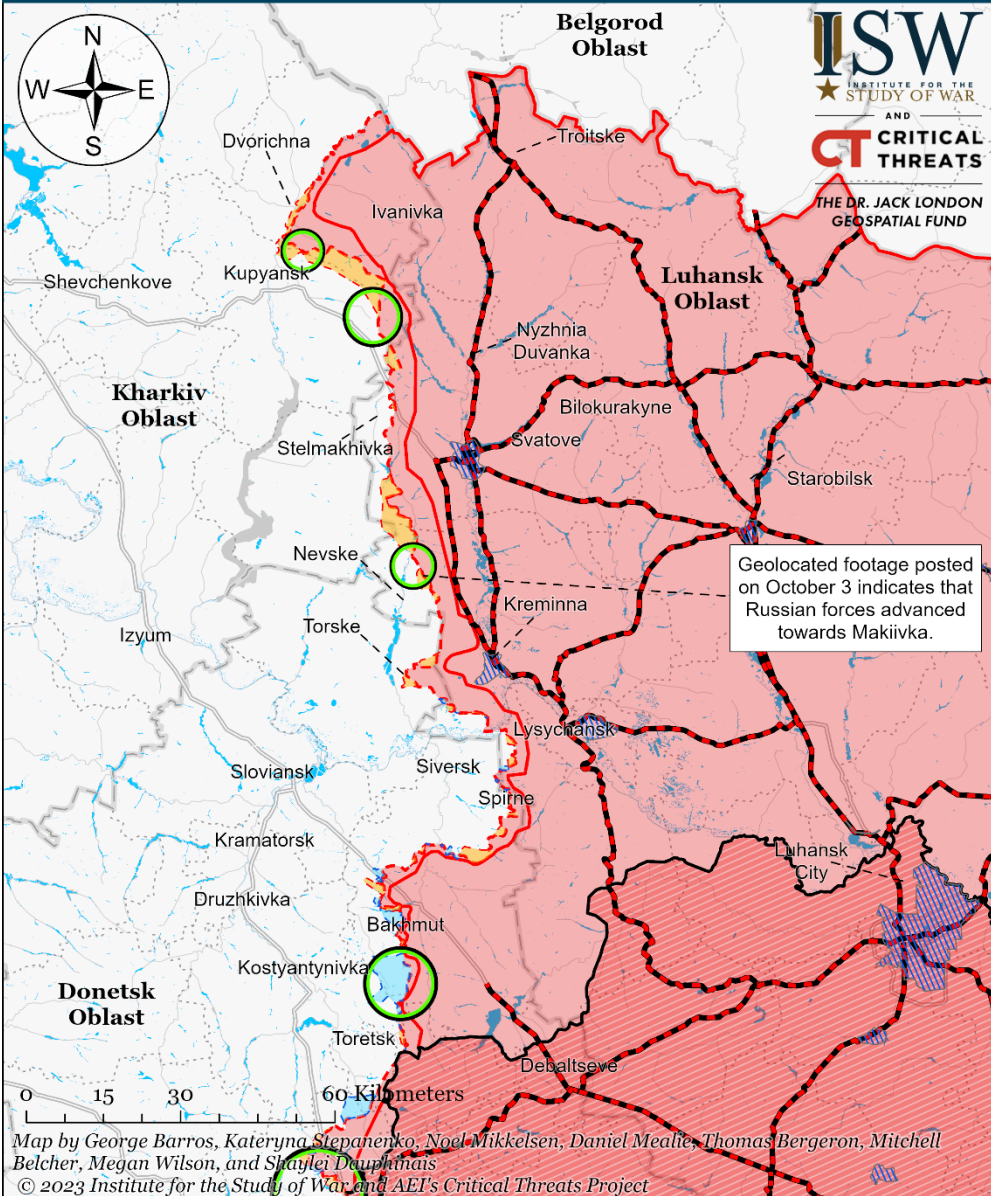 N
W
E
S
Belgorod
Oblast
ISW
INSTITUTE FOR THE
STUDY OF WAR
AND
CT CRITICAL
THREATS
THE DR. JACK LONDON
GEOSPATIAL FUND
Dvorichna
Troitske
Ivanivka
Kupyansk
Shevchenkove
Luhansk
Oblast
Nyzhnia
Duvanka
Kharkiv
Oblast
Bilokurakyne
Stelmakhivka
Svatove
Starobilsk
Nevske
Geolocated footage posted
on October 3 indicates that
Russian forces advanced
towards Makiivka.
Kreminna
Torske
Izyum
Lysychansk
Sloviansk
Siversk
Spirne
Kramatorsk
Luhansk
City
Druzhkivka
Bakhmut
Kostyantynivka
Donetsk
Oblast
Toretsk
Debaltseve
0 15 30 60 Kilometers
Map by George Barros, Kateryna Stepanenko, Noel Mikkelsen, Daniel Mealie, Thomas Bergeron, Mitchell
Belcher, Megan Wilson, and Shaylei Dauphinais
© 2023 Institute for the Study of War and AEI's Critical Threats Project